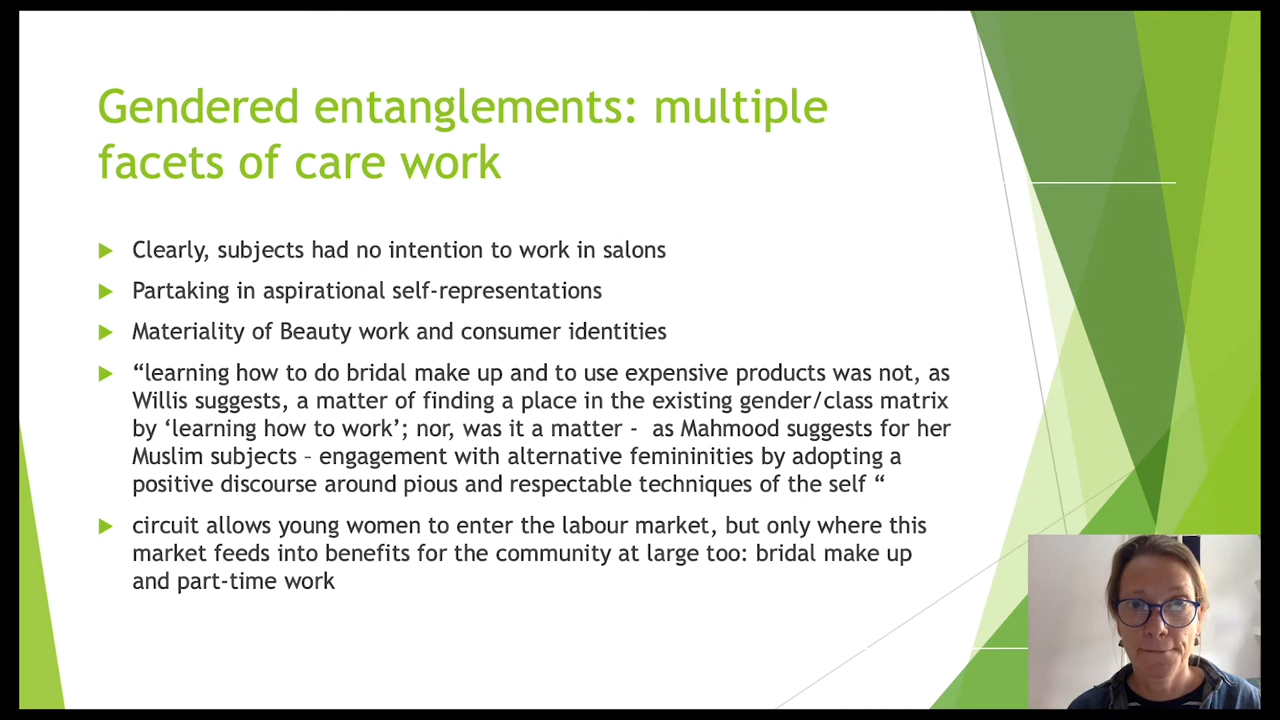 Gendered entanglements: multiple
facets of care work
Clearly, subjects had no intention to work in salons
Partaking in aspirational self-representations
Materiality of Beauty work and consumer identities
“learning how to do bridal make up and to use expensive products was not, as
Willis suggests, a matter of finding a place in the existing gender/class matrix
by ‘learning how to work’; nor, was it a matter -  as Mahmood suggests for her
Muslim subjects – engagement with alternative femininities by adopting a
positive discourse around pious and respectable techniques of the self “
circuit allows young women to enter the labour market, but only where this
market feeds into benefits for the community at large too: bridal make up
and part-time work